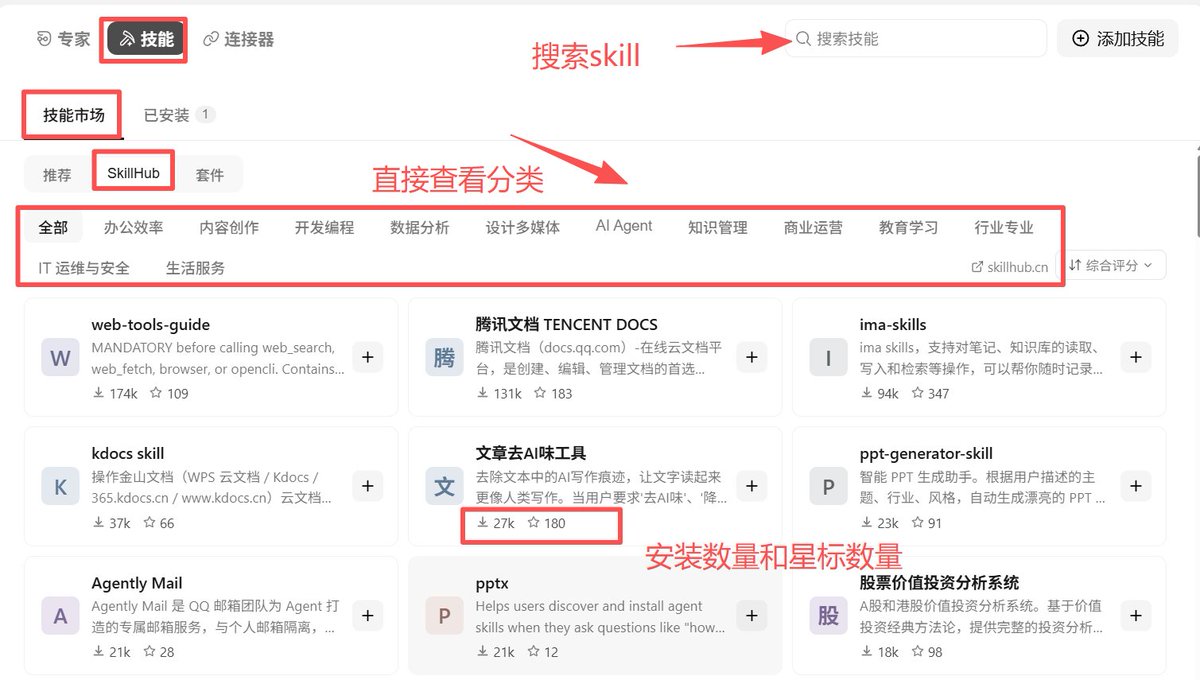 专家 技能 连接器
搜索skill
搜索技能
添加技能
技能市场 已安装 1
推荐 SkillHub 套件
直接查看分类
全部 办公效率 内容创作 开发编程 数据分析 设计多媒体 AI Agent 知识管理 商业运营 教育学习 行业专业
IT 运维与安全 生活服务 skillhub.cn 综合评分
W
web-tools-guide
MANDATORY before calling web_search,
web_fetch, browser, or opencli. Contains...
174k 109
腾
腾讯文档 TENCENT DOCS
腾讯文档（docs.qq.com）-在线云文档平
台，是创建、编辑、管理文档的首选...
131k 183
I
ima-skills
ima skills，支持对笔记、知识库的读取、
写入和检索等操作，可以帮你随时记录...
94k 347
K
kdocs skill
操作金山文档（WPS 云文档 / Kdocs /
365.kdocs.cn / www.kdocs.cn）云文档...
37k 66
文
文章去AI味工具
去除文本中的AI写作痕迹，让文字读起来
更像人类写作。当用户要求'去AI味'、'降...
27k 180
P
ppt-generator-skill
智能 PPT 生成助手。根据用户描述的主
题、行业、风格，自动生成漂亮的 PPT ...
23k 91
安装数量和星标数量
A
Agently Mail
Agently Mail 是 QQ 邮箱团队为 Agent 打
造的专属邮箱服务，与个人邮箱隔离，...
21k 28
P
pptx
Helps users discover and install agent
skills when they ask questions like "how...
21k 12
股
股票价值投资分析系统
A股和港股价值投资分析系统。基于价值
投资经典方法论，提供完整的投资分析...
18k 98